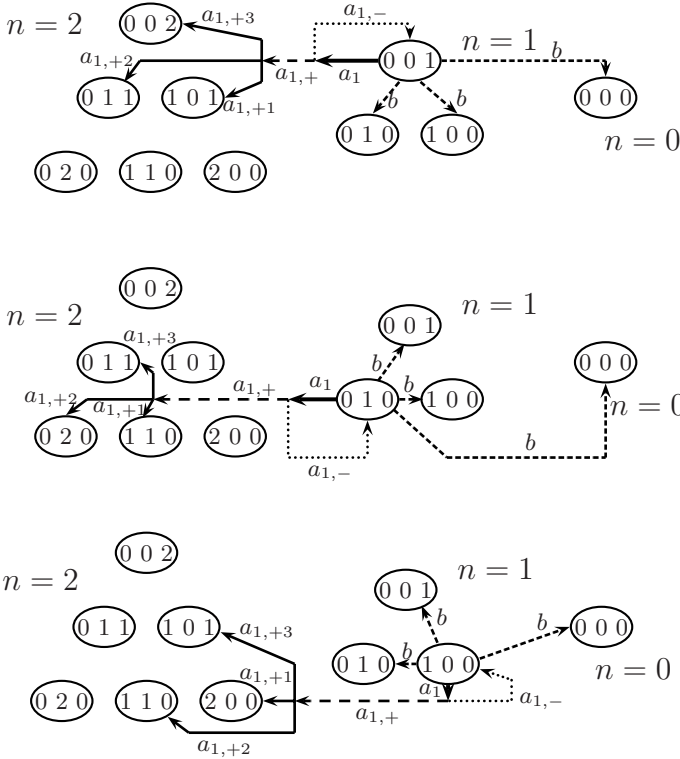 n = 2
0 0 2
a1,+3
a1,−
n = 1
b
a1,+2
a1,+
a1
0 0 1
0 1 1
1 0 1
a1,+1
b
b
0 0 0
0 1 0
1 0 0
n = 0
0 2 0
1 1 0
2 0 0
0 0 2
n = 2
n = 1
0 0 1
a1,+3
0 1 1
1 0 1
b
0 0 0
a1,+2
a1,+1
a1,+
a1
0 1 0
b
1 0 0
n = 0
0 2 0
1 1 0
2 0 0
b
a1,−
0 0 2
n = 2
n = 1
0 0 1
0 1 1
1 0 1
a1,+3
b
b
0 0 0
a1,+1
0 1 0
b
1 0 0
n = 0
0 2 0
1 1 0
2 0 0
a1
a1,−
a1,+
a1,+2